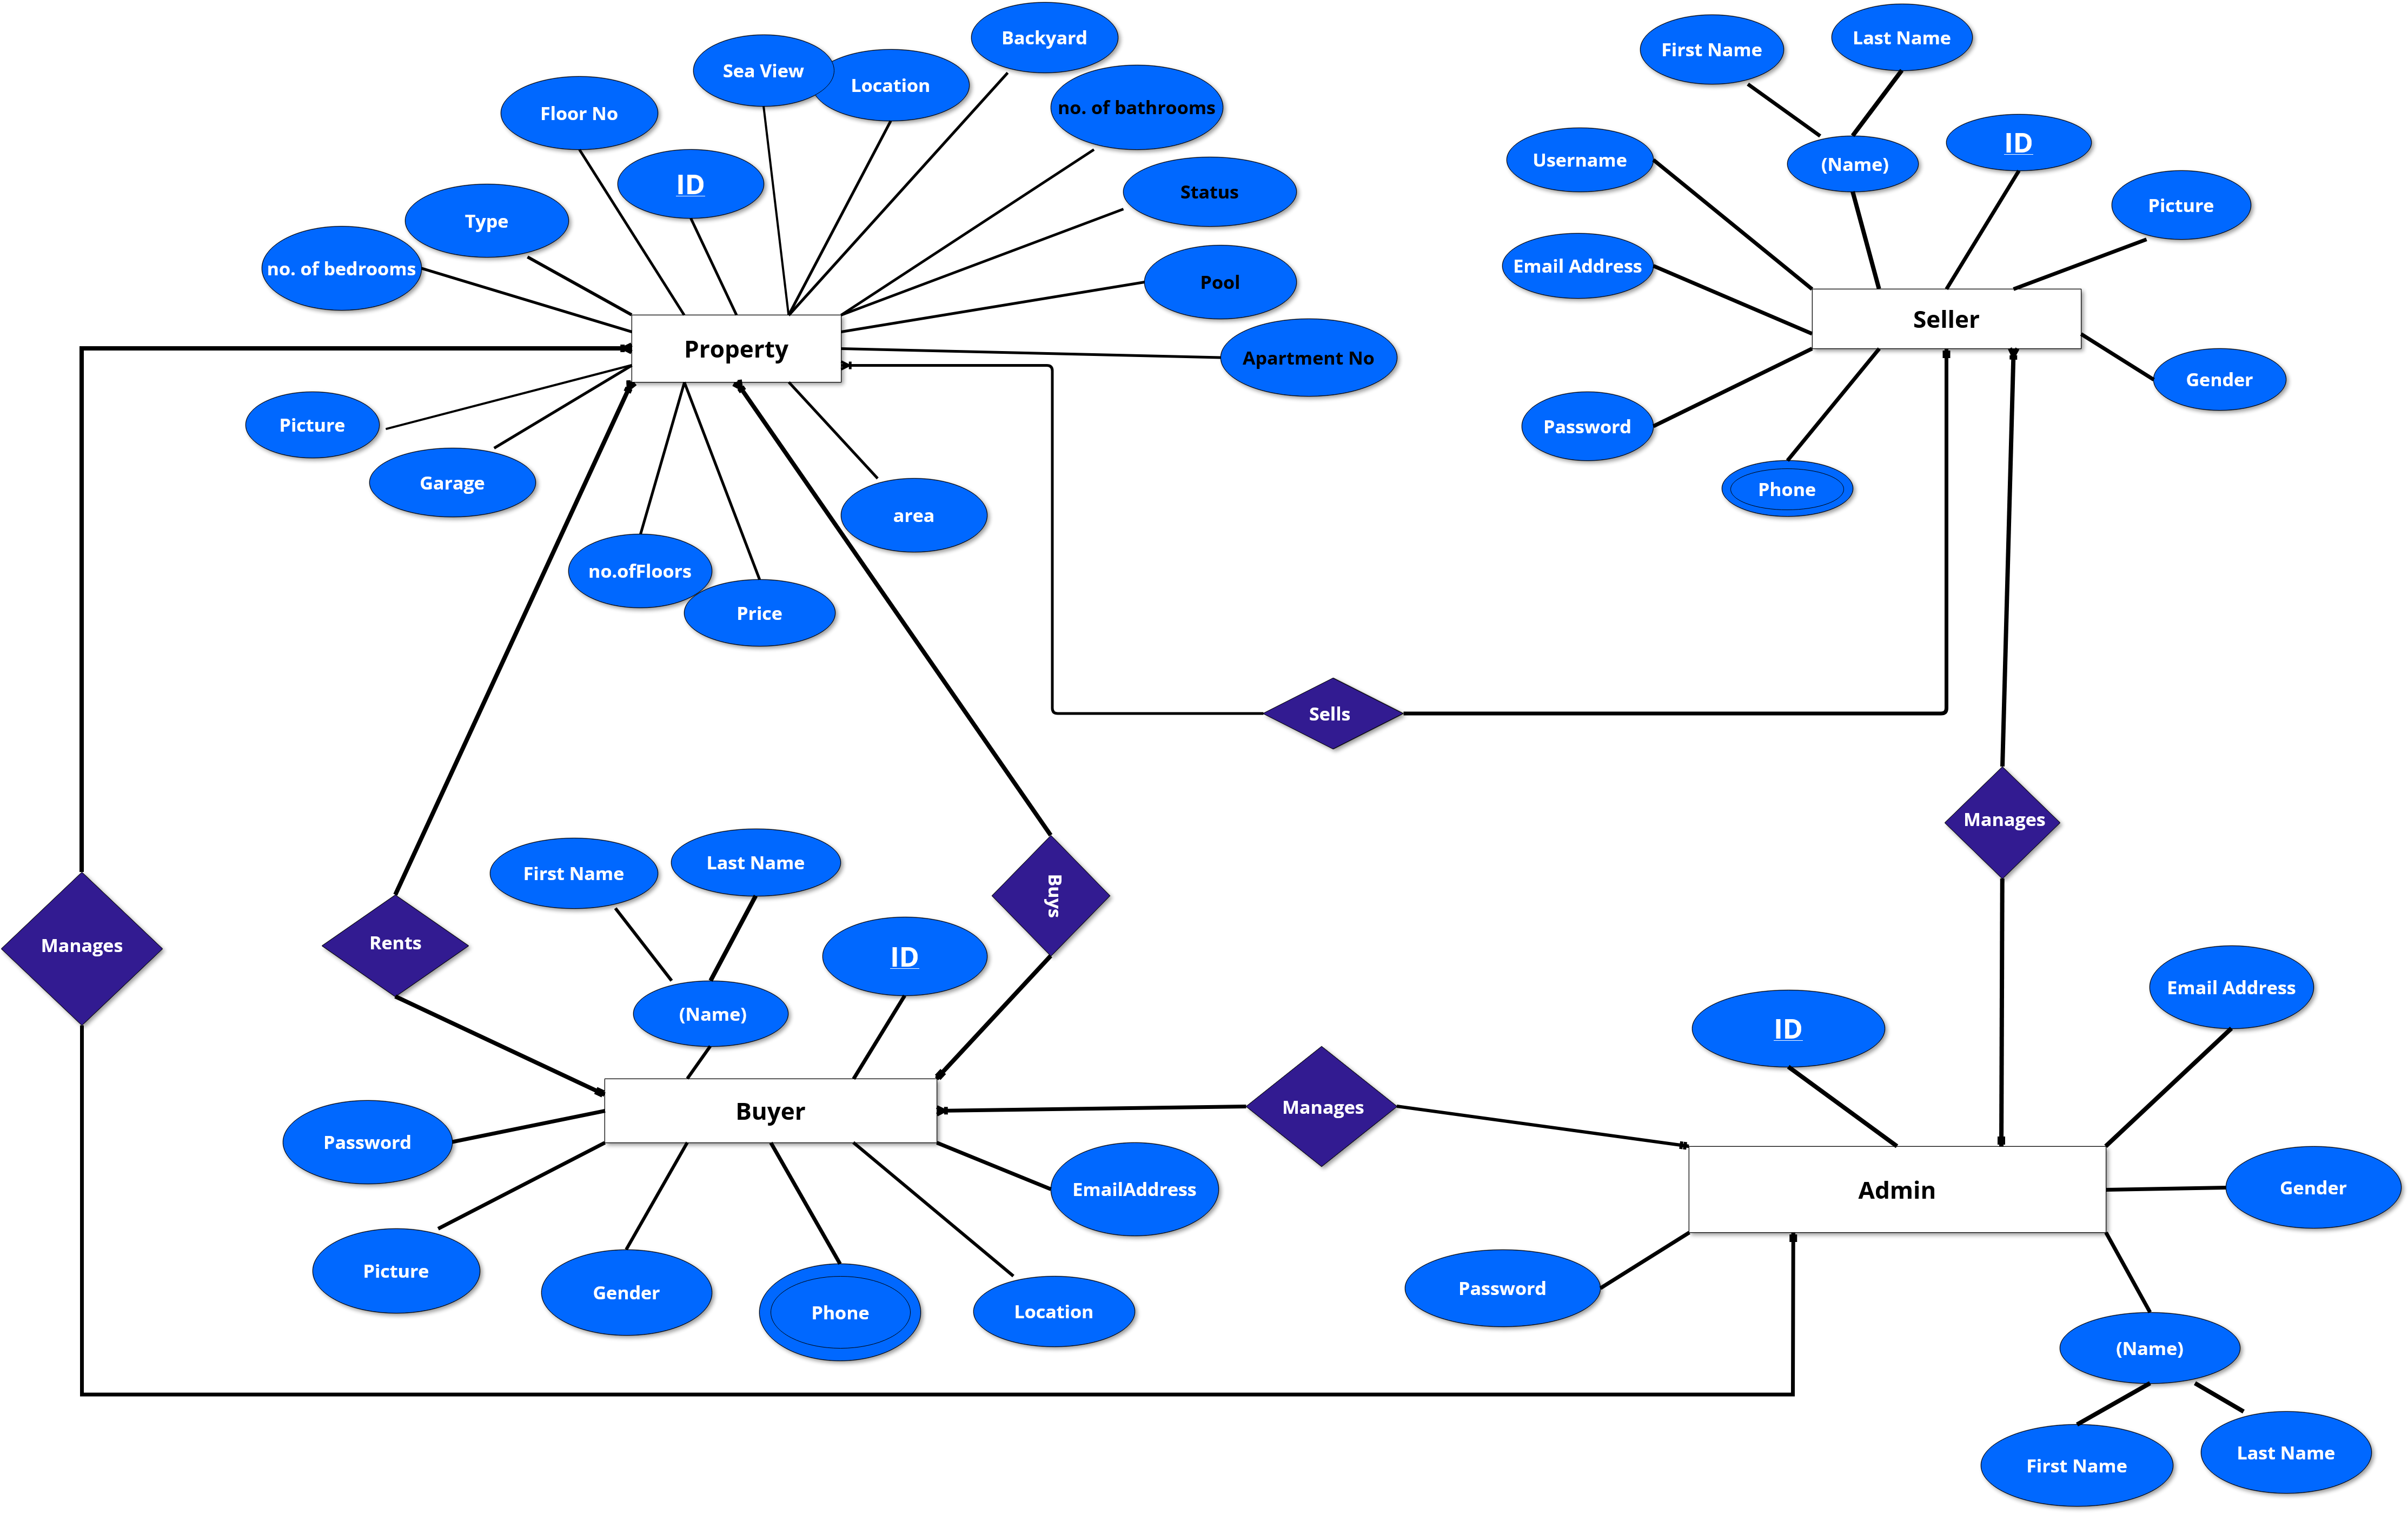 Backyard
First Name
Last Name
Sea View
Location
Floor No
no. of bathrooms
Username
(Name)
ID
ID
Status
Picture
Type
no. of bedrooms
Email Address
Pool
Seller
Property
Apartment No
Gender
Picture
Password
Garage
Phone
area
no.ofFloors
Price
Sells
Manages
First Name
Last Name
Buys
Manages
Rents
ID
Email Address
(Name)
ID
Buyer
Manages
Password
EmailAddress
Admin
Gender
Picture
Gender
Phone
Location
Password
(Name)
First Name
Last Name